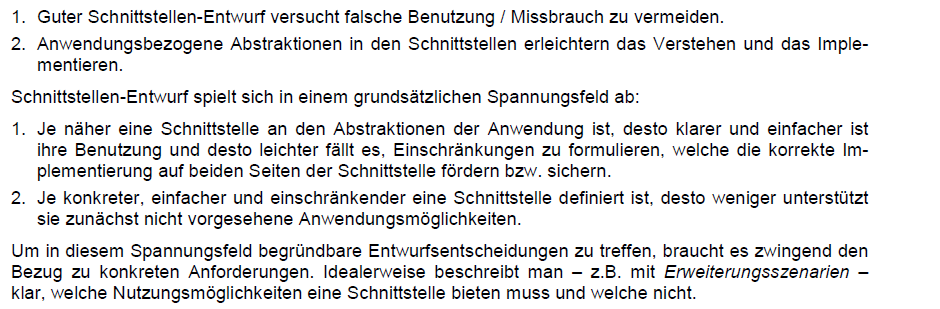 1. Guter Schnittstellen-Entwurf versucht falsche Benutzung / Missbrauch zu vermeiden.
2. Anwendungsbezogene Abstraktionen in den Schnittstellen erleichtern das Verstehen und das Imple-
mentieren.
Schnittstellen-Entwurf spielt sich in einem grundsätzlichen Spannungsfeld ab:
1. Je näher eine Schnittstelle an den Abstraktionen der Anwendung ist, desto klarer und einfacher ist
ihre Benutzung und desto leichter fällt es, Einschränkungen zu formulieren, welche die korrekte Im-
plementierung auf beiden Seiten der Schnittstelle fördern bzw. sichern.
2. Je konkreter, einfacher und einschränkender eine Schnittstelle definiert ist, desto weniger unterstützt
sie zunächst nicht vorgesehene Anwendungsmöglichkeiten.
Um in diesem Spannungsfeld begründbare Entwurfsentscheidungen zu treffen, braucht es zwingend den
Bezug zu konkreten Anforderungen. Idealerweise beschreibt man – z.B. mit Erweiterungsszenarien –
klar, welche Nutzungsmöglichkeiten eine Schnittstelle bieten muss und welche nicht.